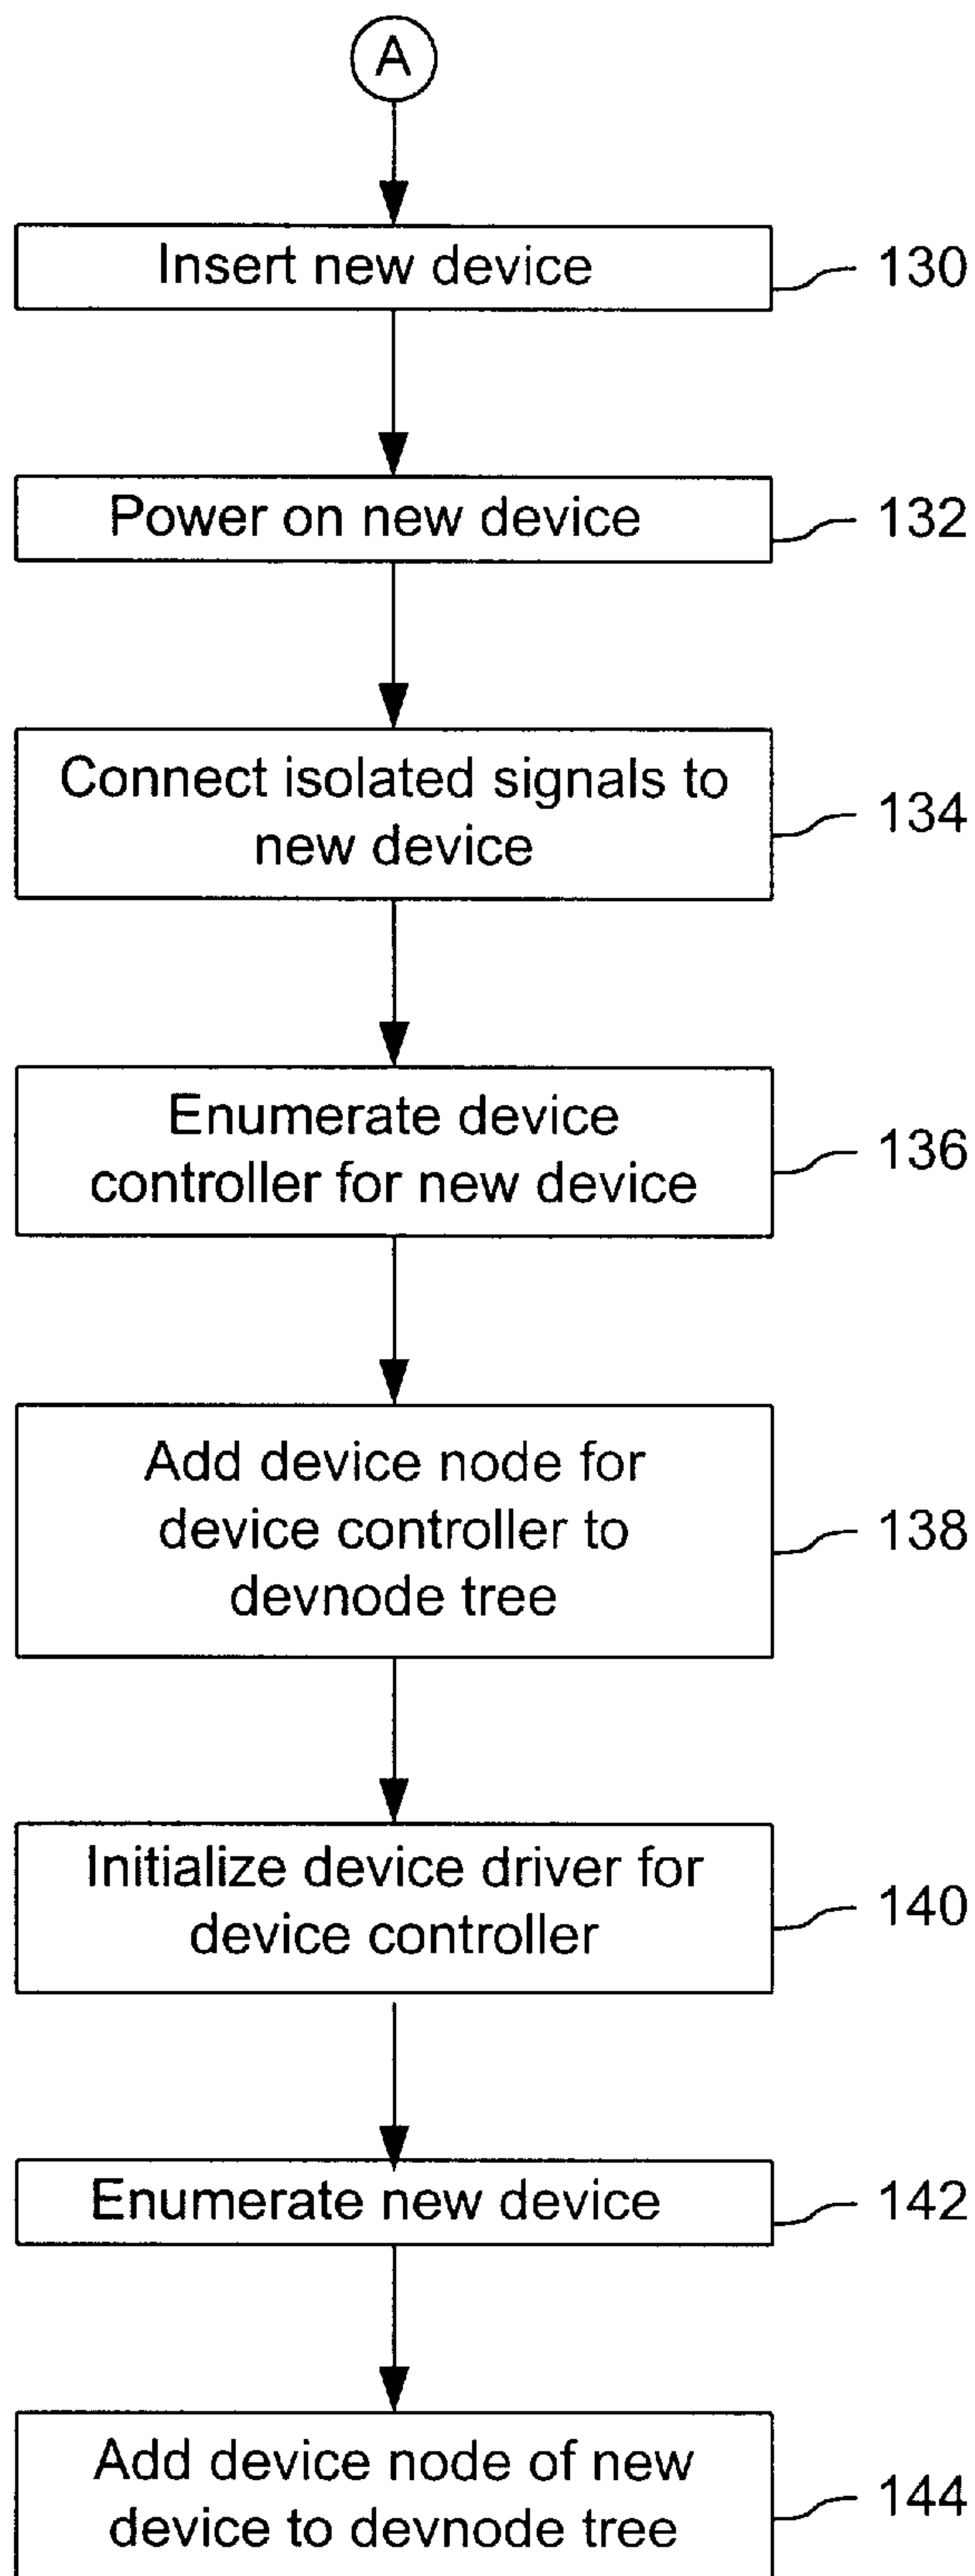 A
Insert new device
130
Power on new device
132
Connect isolated signals to
new device
134
Enumerate device
controller for new device
136
Add device node for
device controller to
devnode tree
138
Initialize device driver for
device controller
140
Enumerate new device
142
Add device node of new
device to devnode tree
144